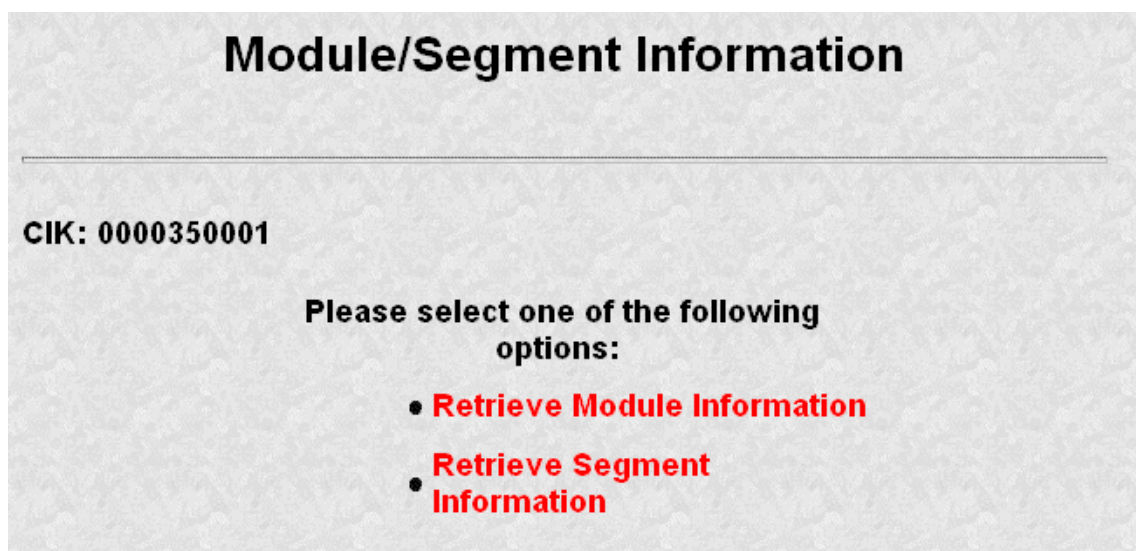 Module/Segment Information
CIK: 0000350001
Please select one of the following
options:
Retrieve Module Information
Retrieve Segment
Information